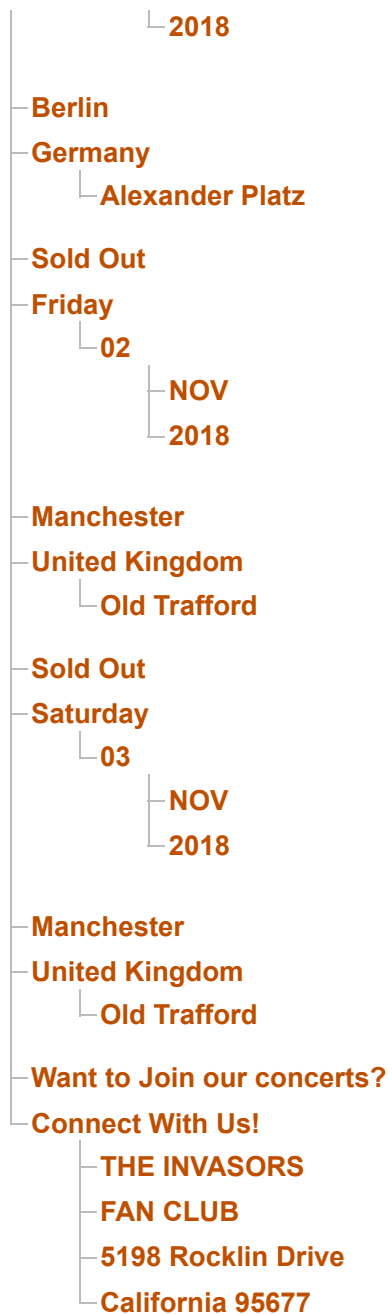 2018
Berlin
Germany
Alexander Platz
Sold Out
Friday
02
NOV
2018
Manchester
United Kingdom
Old Trafford
Sold Out
Saturday
03
NOV
2018
Manchester
United Kingdom
Old Trafford
Want to Join our concerts?
Connect With Us!
THE INVASORS
FAN CLUB
5198 Rocklin Drive
California 95677